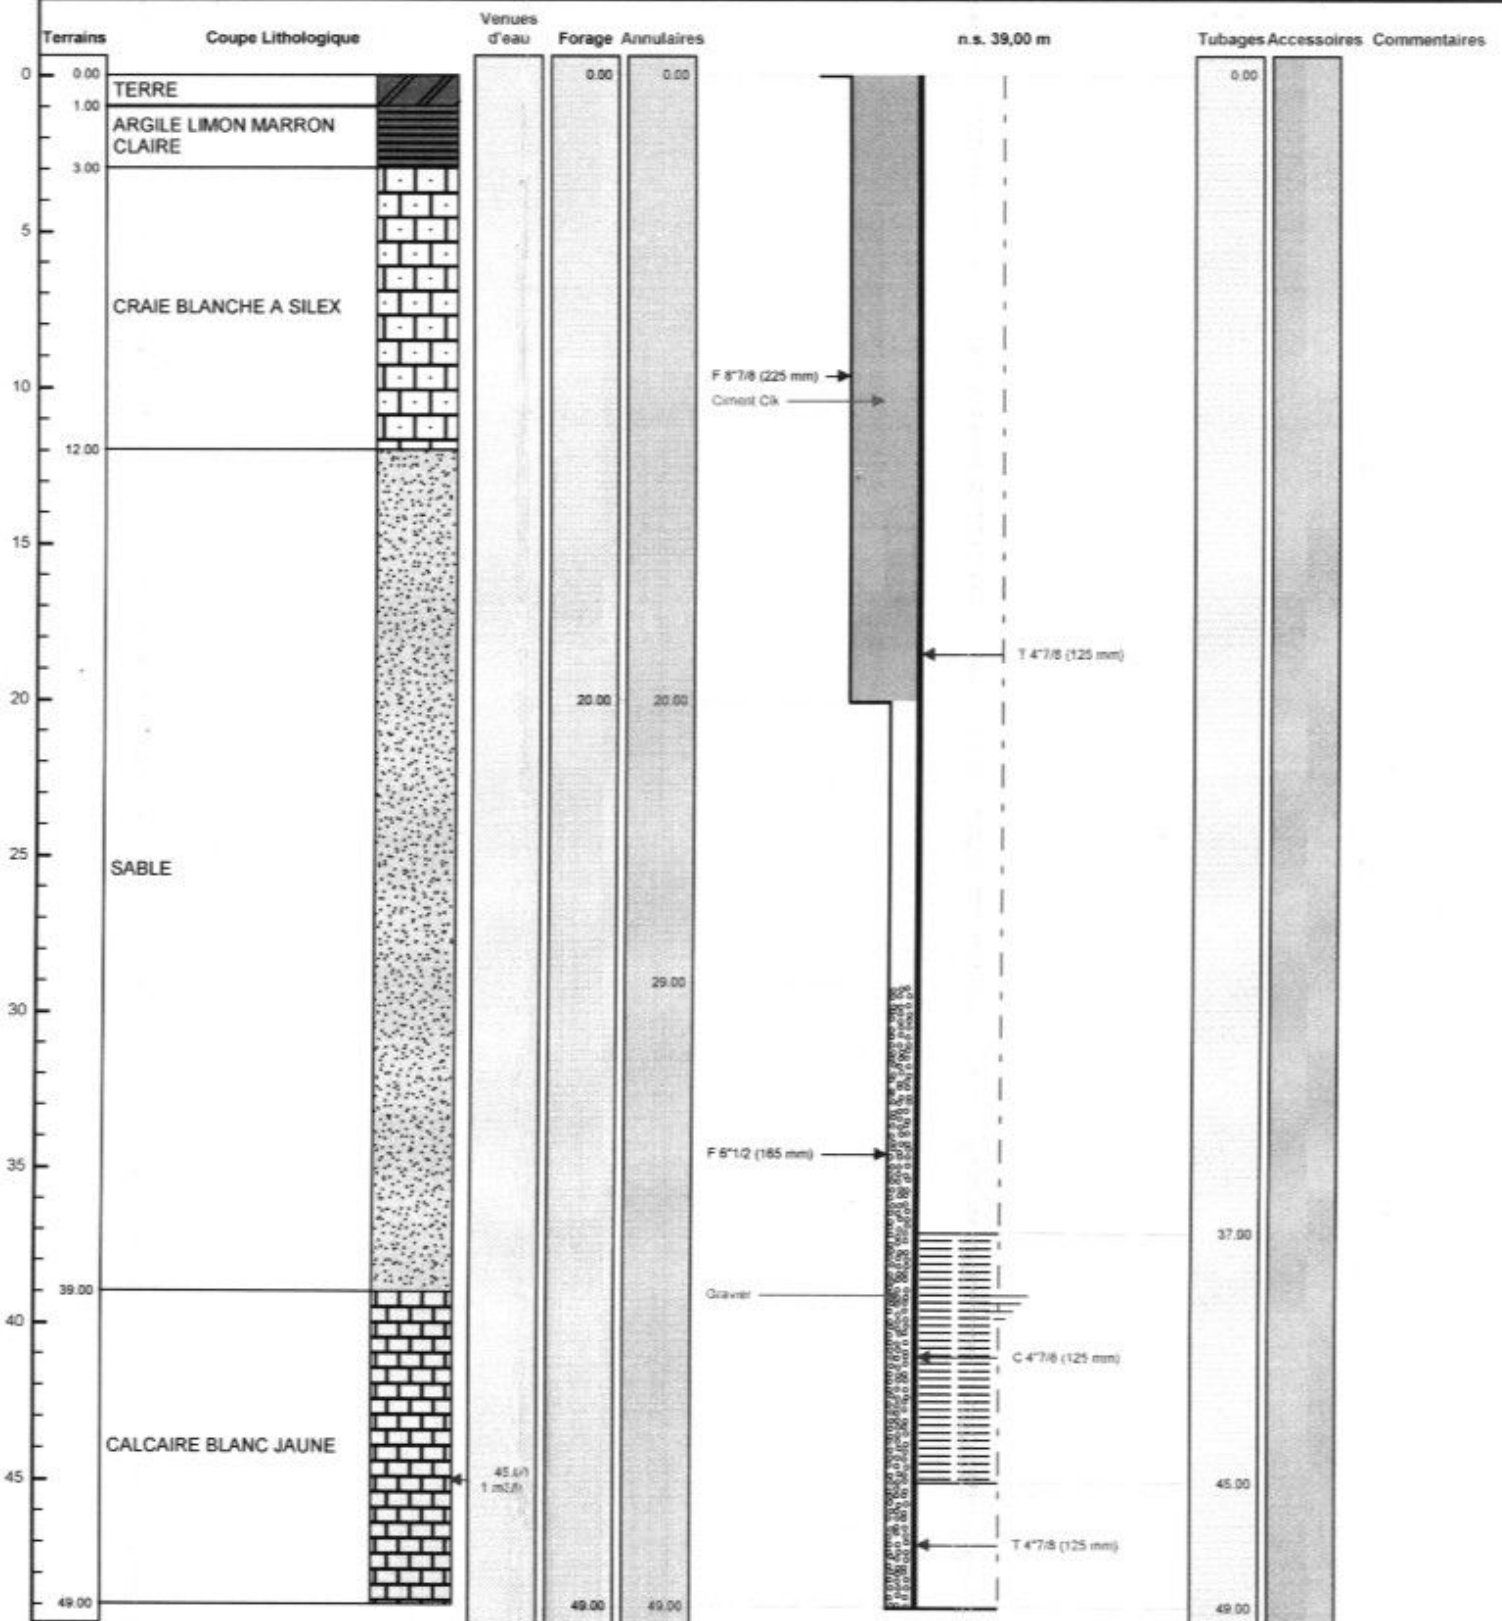 Terrains Coupe Lithologique Venues d'eau Forage Annulaires n.s. 39,00 m Tubages Accessoires Commentaires
0 0.00 0.00 0.00 0.00
TERRE
1.00
ARGILE LIMON MARRON
CLAIRE
3.00
5
CRAIE BLANCHE A SILEX
F 8"7/8 (225 mm)
10
Ciment Clk
12.00
15
T 4"7/8 (125 mm)
20 20.00 20.00
25
SABLE
29.00
30
F 6"1/2 (165 mm)
35
37.00
39.00
Gravier
40
C 4"7/8 (125 mm)
CALCAIRE BLANC JAUNE
45
45.00
T 4"7/8 (125 mm)
49.00 49.00 49.00 49.00